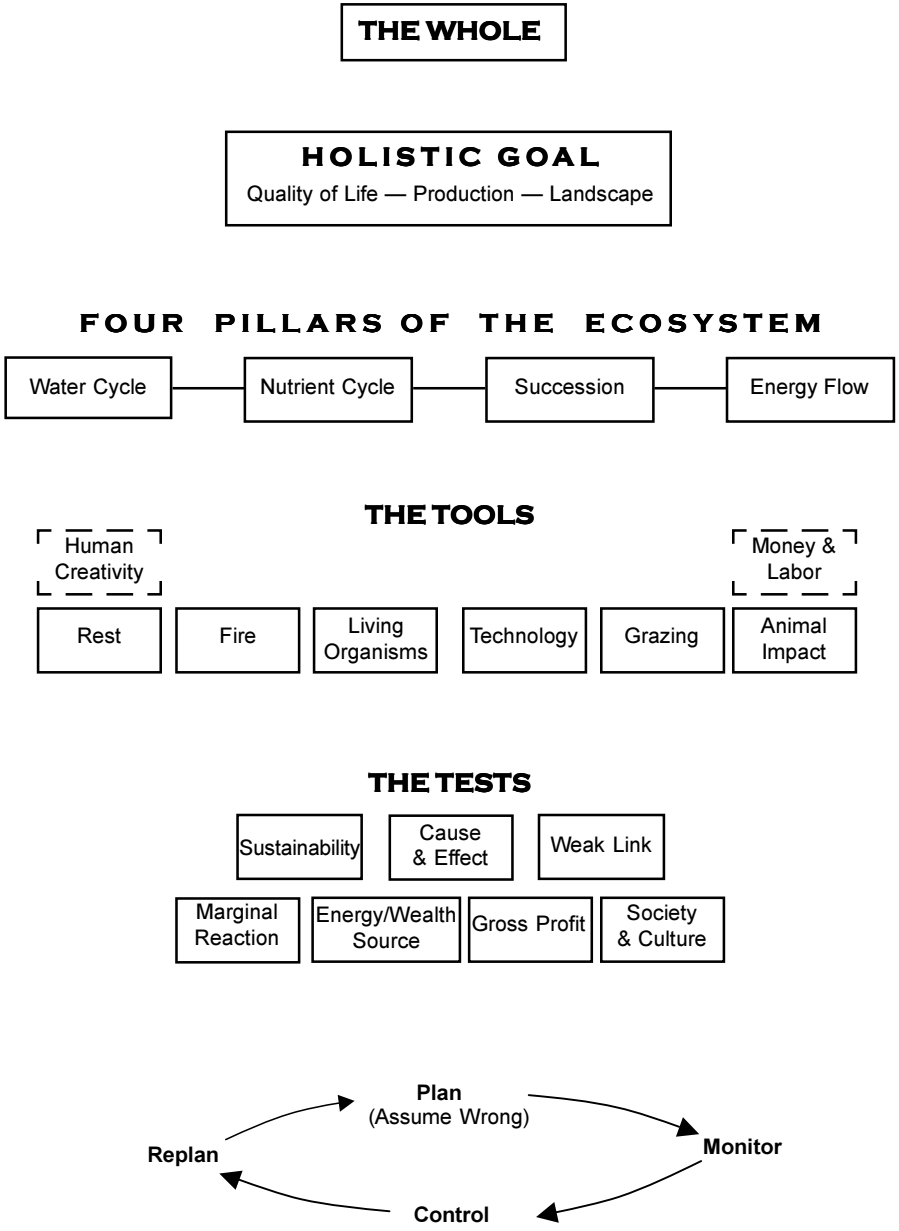 THE WHOLE
HOLISTIC GOAL
Quality of Life — Production — Landscape
FOUR PILLARS OF THE ECOSYSTEM
Water Cycle
Nutrient Cycle
Succession
Energy Flow
THE TOOLS
Human
Creativity
Money &
Labor
Rest
Fire
Living
Organisms
Technology
Grazing
Animal
Impact
THE TESTS
Sustainability
Cause
& Effect
Weak Link
Marginal
Reaction
Energy/Wealth
Source
Gross Profit
Society
& Culture
Plan
(Assume Wrong)
Monitor
Control
Replan